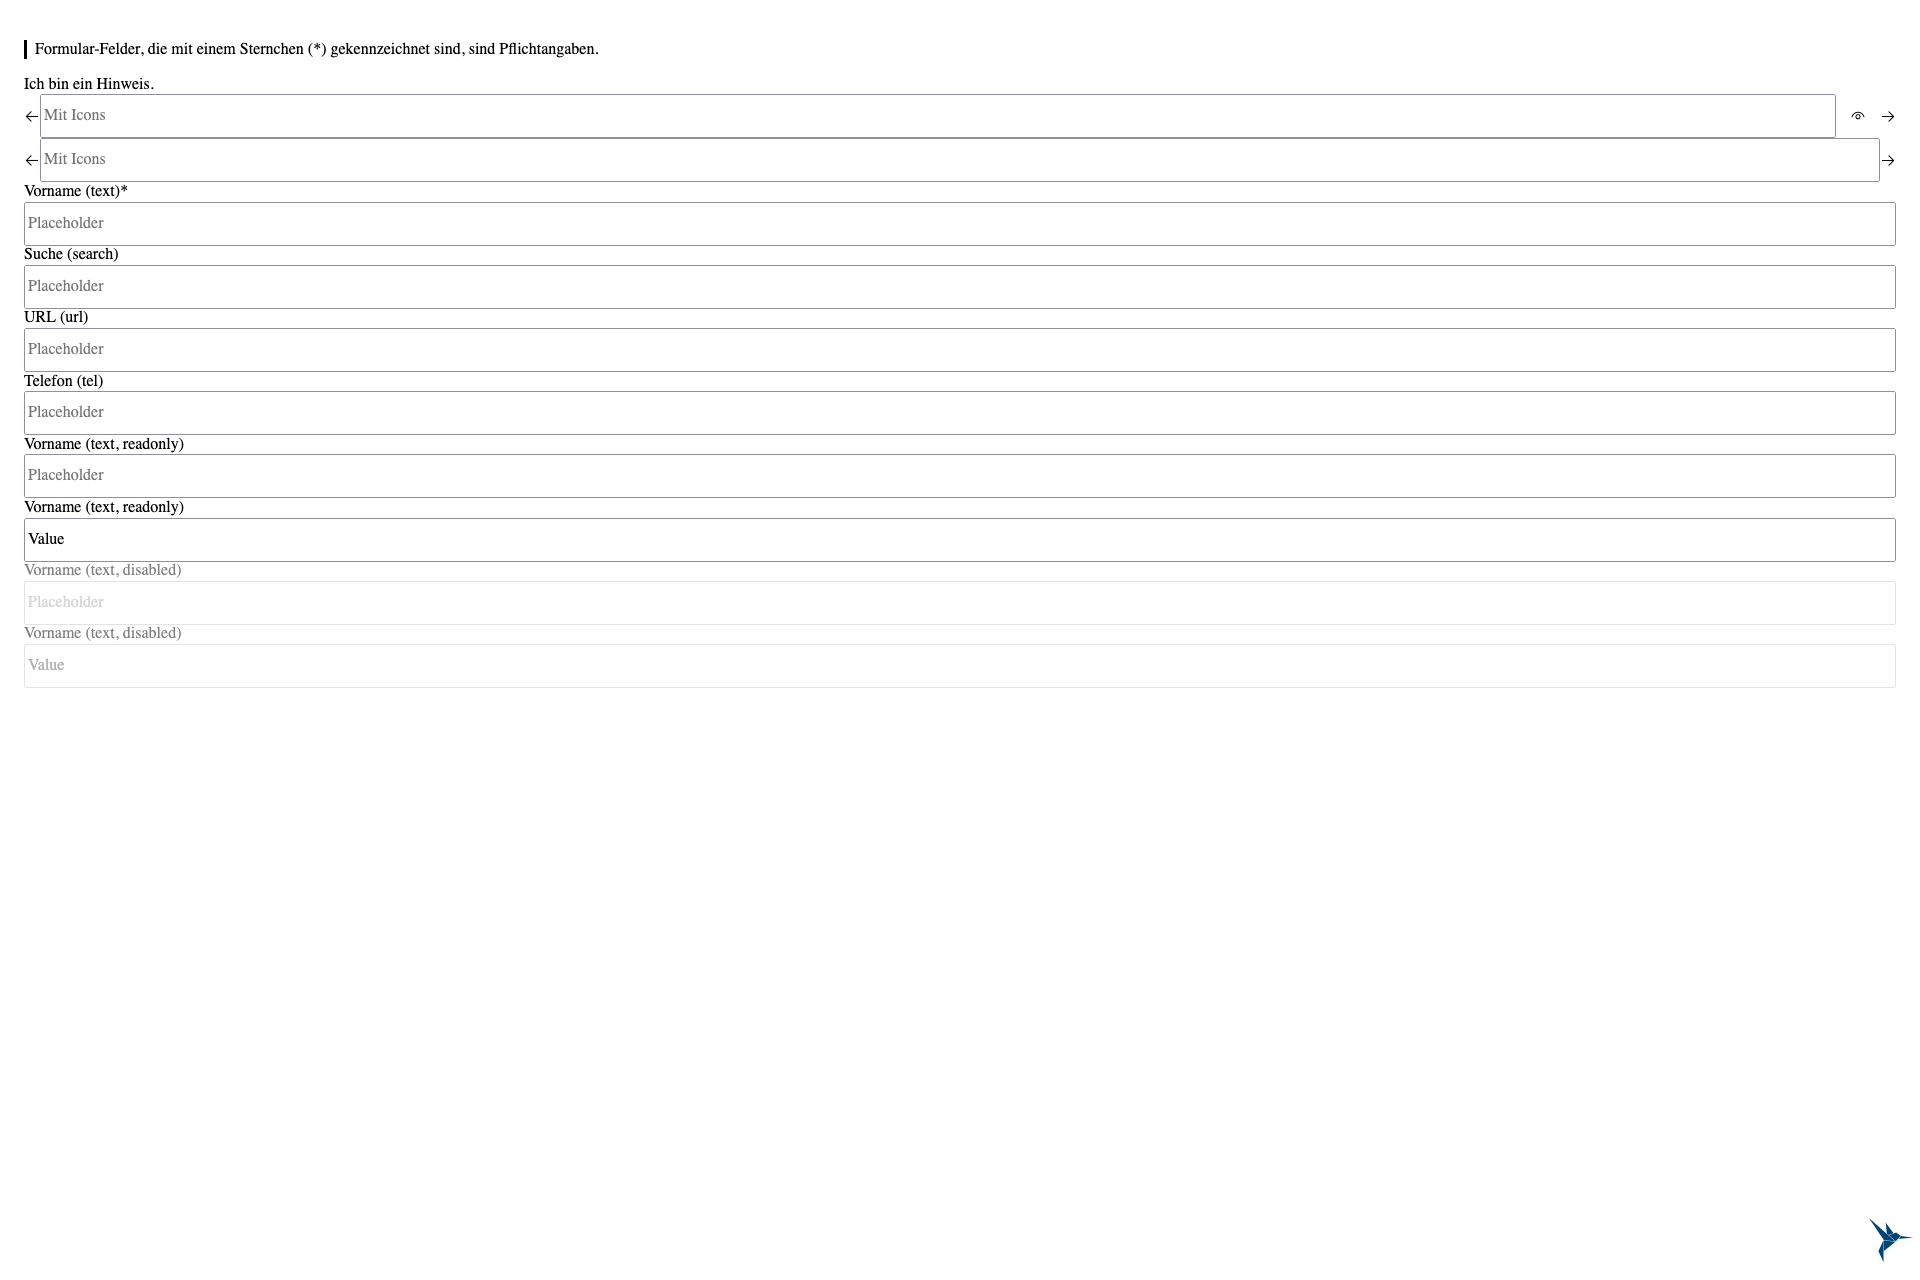 Formular-Felder, die mit einem Sternchen (*) gekennzeichnet sind, sind Pflichtangaben.
Ich bin ein Hinweis.
Mit Icons
Mit Icons
Vorname (text)*
Placeholder
Suche (search)
Placeholder
URL (url)
Placeholder
Telefon (tel)
Placeholder
Vorname (text, readonly)
Placeholder
Vorname (text, readonly)
Value
Vorname (text, disabled)
Placeholder
Vorname (text, disabled)
Value